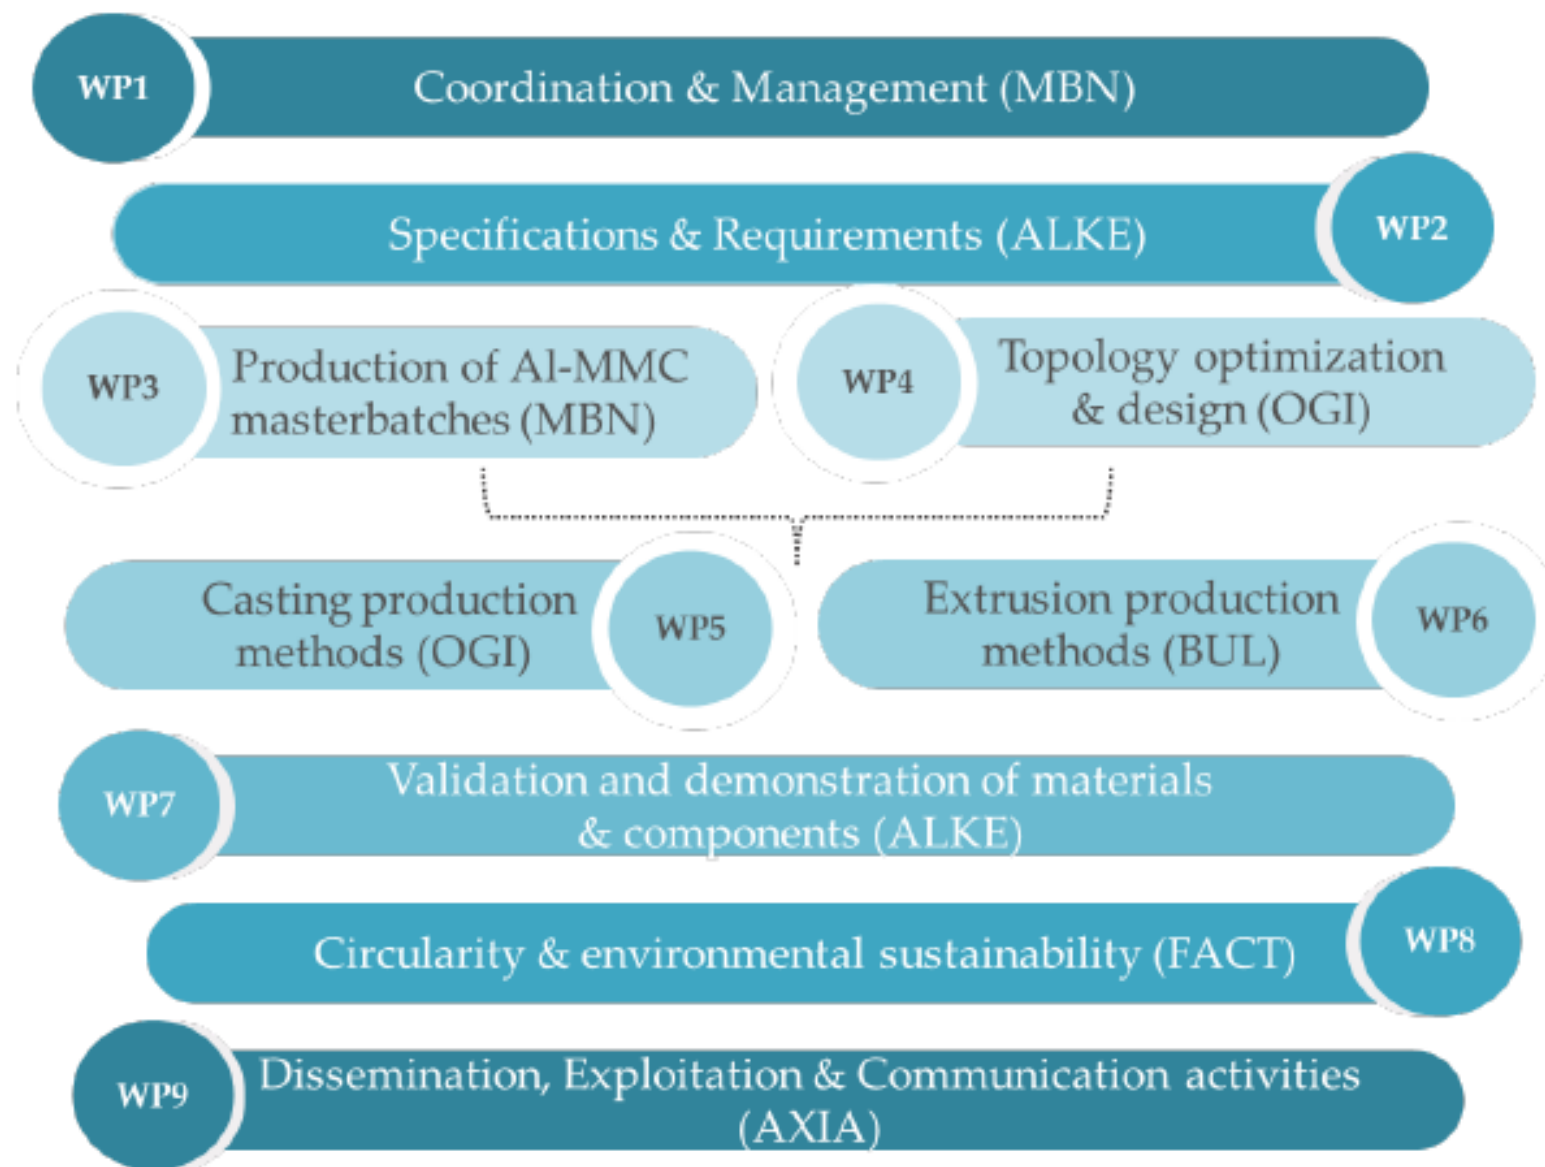 WP1
Coordination & Management (MBN)
Specifications & Requirements (ALKE)
WP2
WP3
Production of Al-MMC
masterbatches (MBN)
WP4
Topology optimization
& design (OGI)
Casting production
methods (OGI)
WP5
Extrusion production
methods (BUL)
WP6
WP7
Validation and demonstration of materials
& components (ALKE)
Circularity & environmental sustainability (FACT)
WP8
WP9
Dissemination, Exploitation & Communication activities
(AXIA)